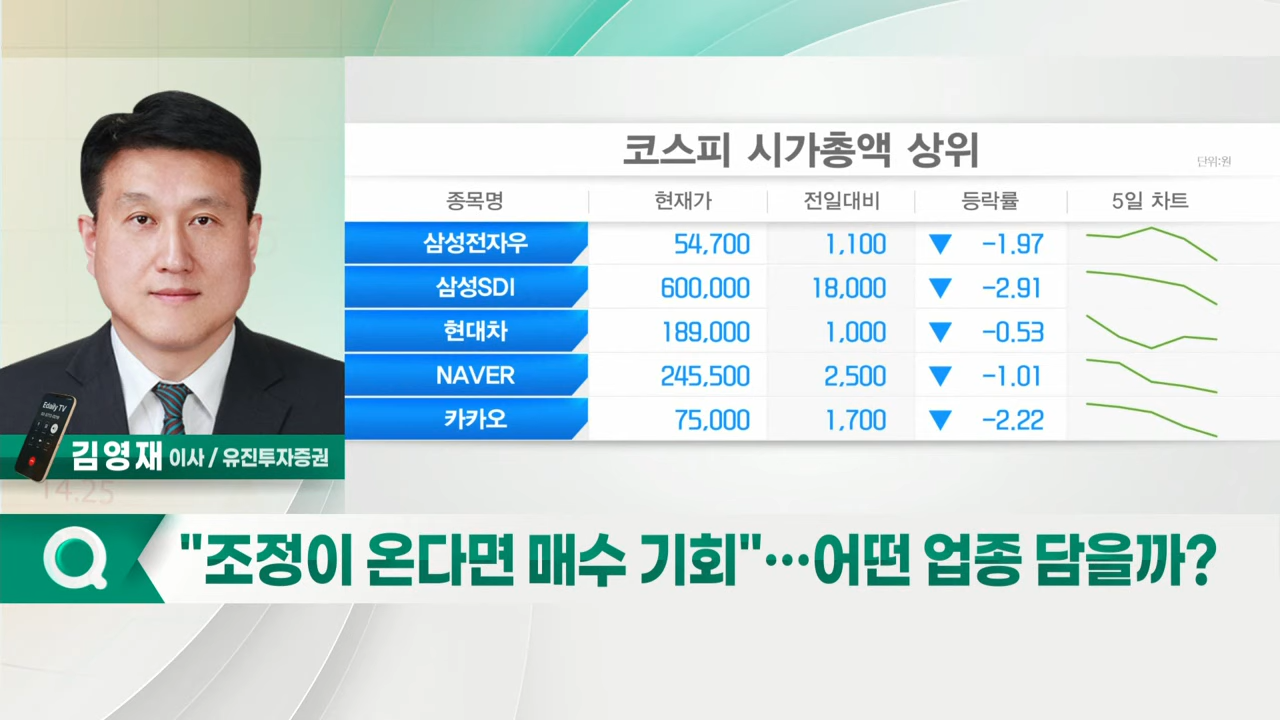 코스피 시가총액 상위
단위:원
종목명 현재가 전일대비 등락률 5일 차트
삼성전자우 54,700 1,100 ▼ -1.97
삼성SDI 600,000 18,000 ▼ -2.91
현대차 189,000 1,000 ▼ -0.53
NAVER 245,500 2,500 ▼ -1.01
카카오 75,000 1,700 ▼ -2.22
Edaily TV
김영재 이사 / 유진투자증권
14.25
Q "조정이 온다면 매수 기회"…어떤 업종 담을까?